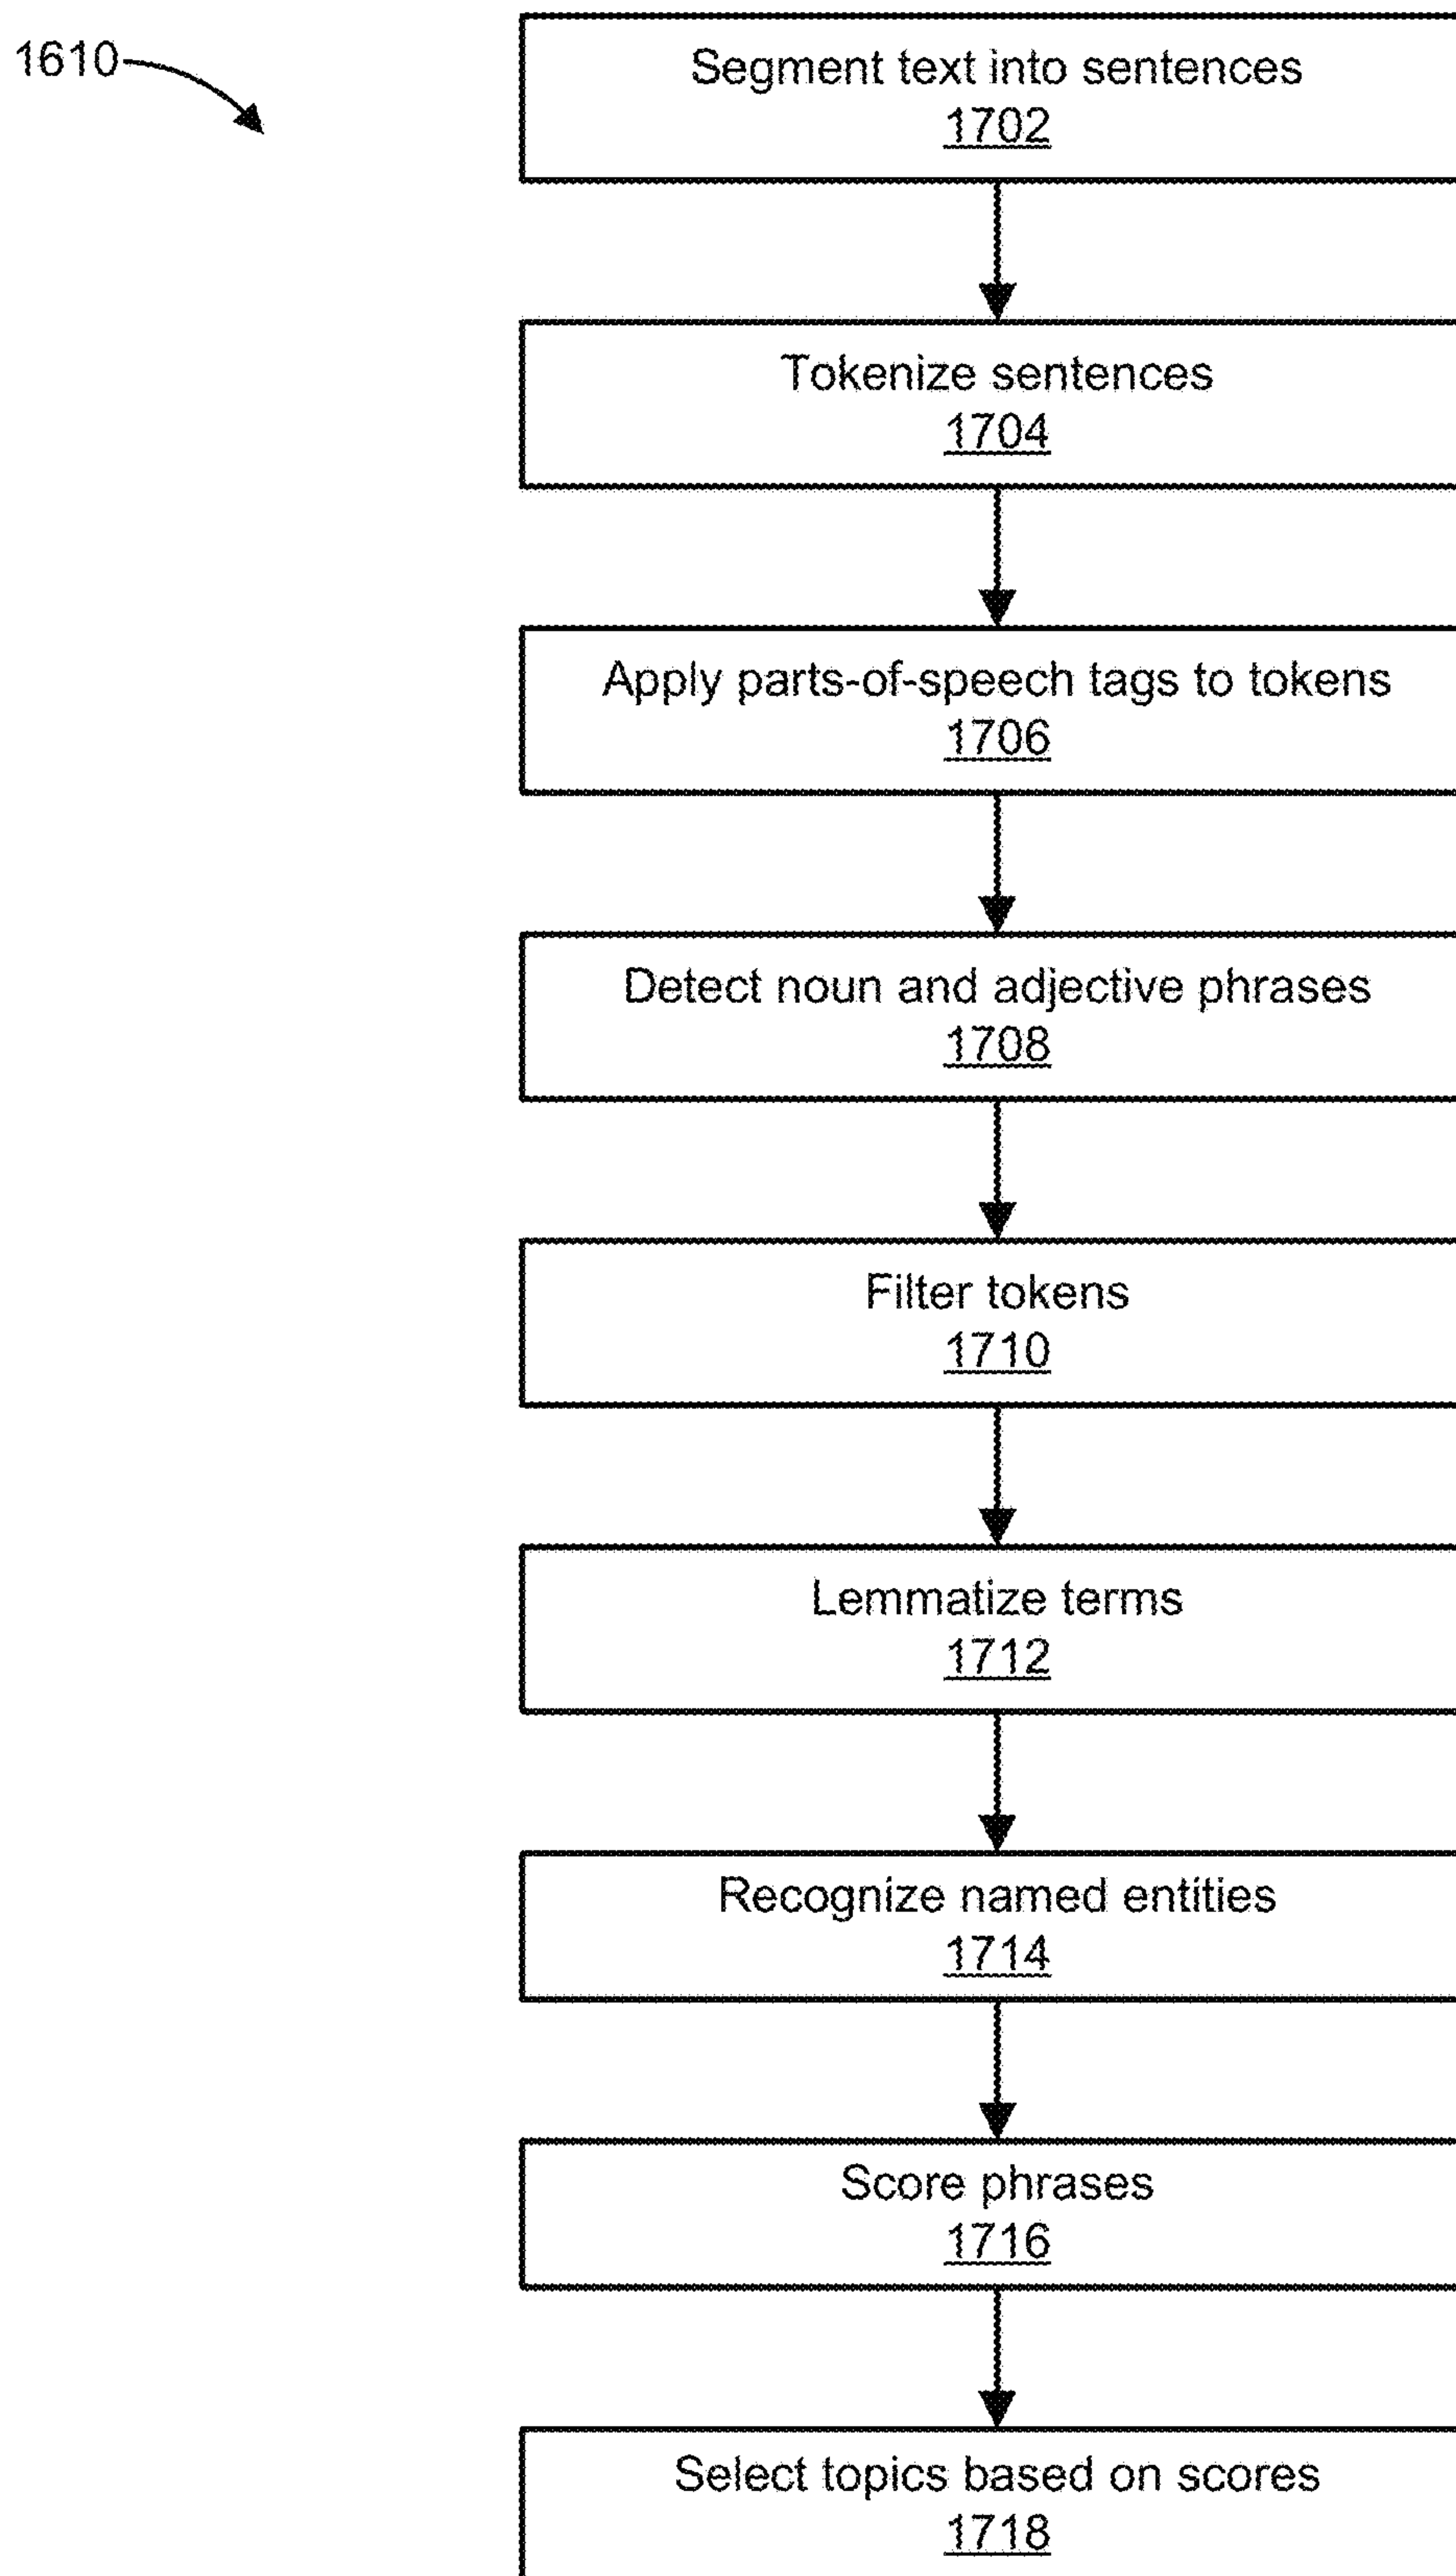 1610
Segment text into sentences
1702
Tokenize sentences
1704
Apply parts-of-speech tags to tokens
1706
Detect noun and adjective phrases
1708
Filter tokens
1710
Lemmatize terms
1712
Recognize named entities
1714
Score phrases
1716
Select topics based on scores
1718